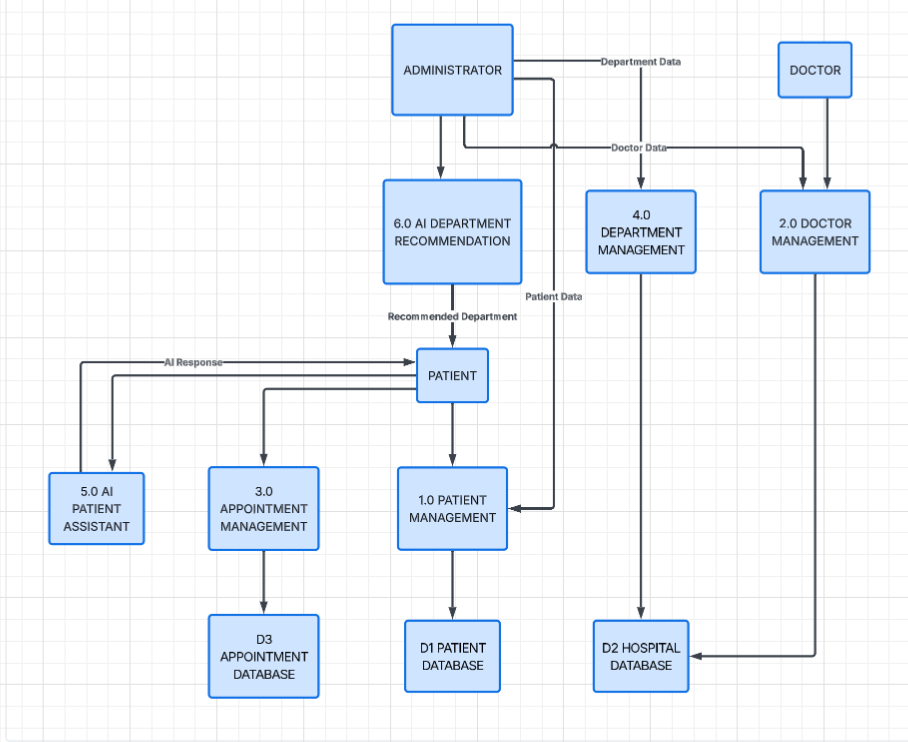 ADMINISTRATOR
Department Data
DOCTOR
Doctor Data
6.0 AI DEPARTMENT
RECOMMENDATION
4.0
DEPARTMENT
MANAGEMENT
2.0 DOCTOR
MANAGEMENT
Patient Data
Recommended Department
AI Response
PATIENT
5.0 AI
PATIENT
ASSISTANT
3.0
APPOINTMENT
MANAGEMENT
1.0 PATIENT
MANAGEMENT
D3
APPOINTMENT
DATABASE
D1 PATIENT
DATABASE
D2 HOSPITAL
DATABASE